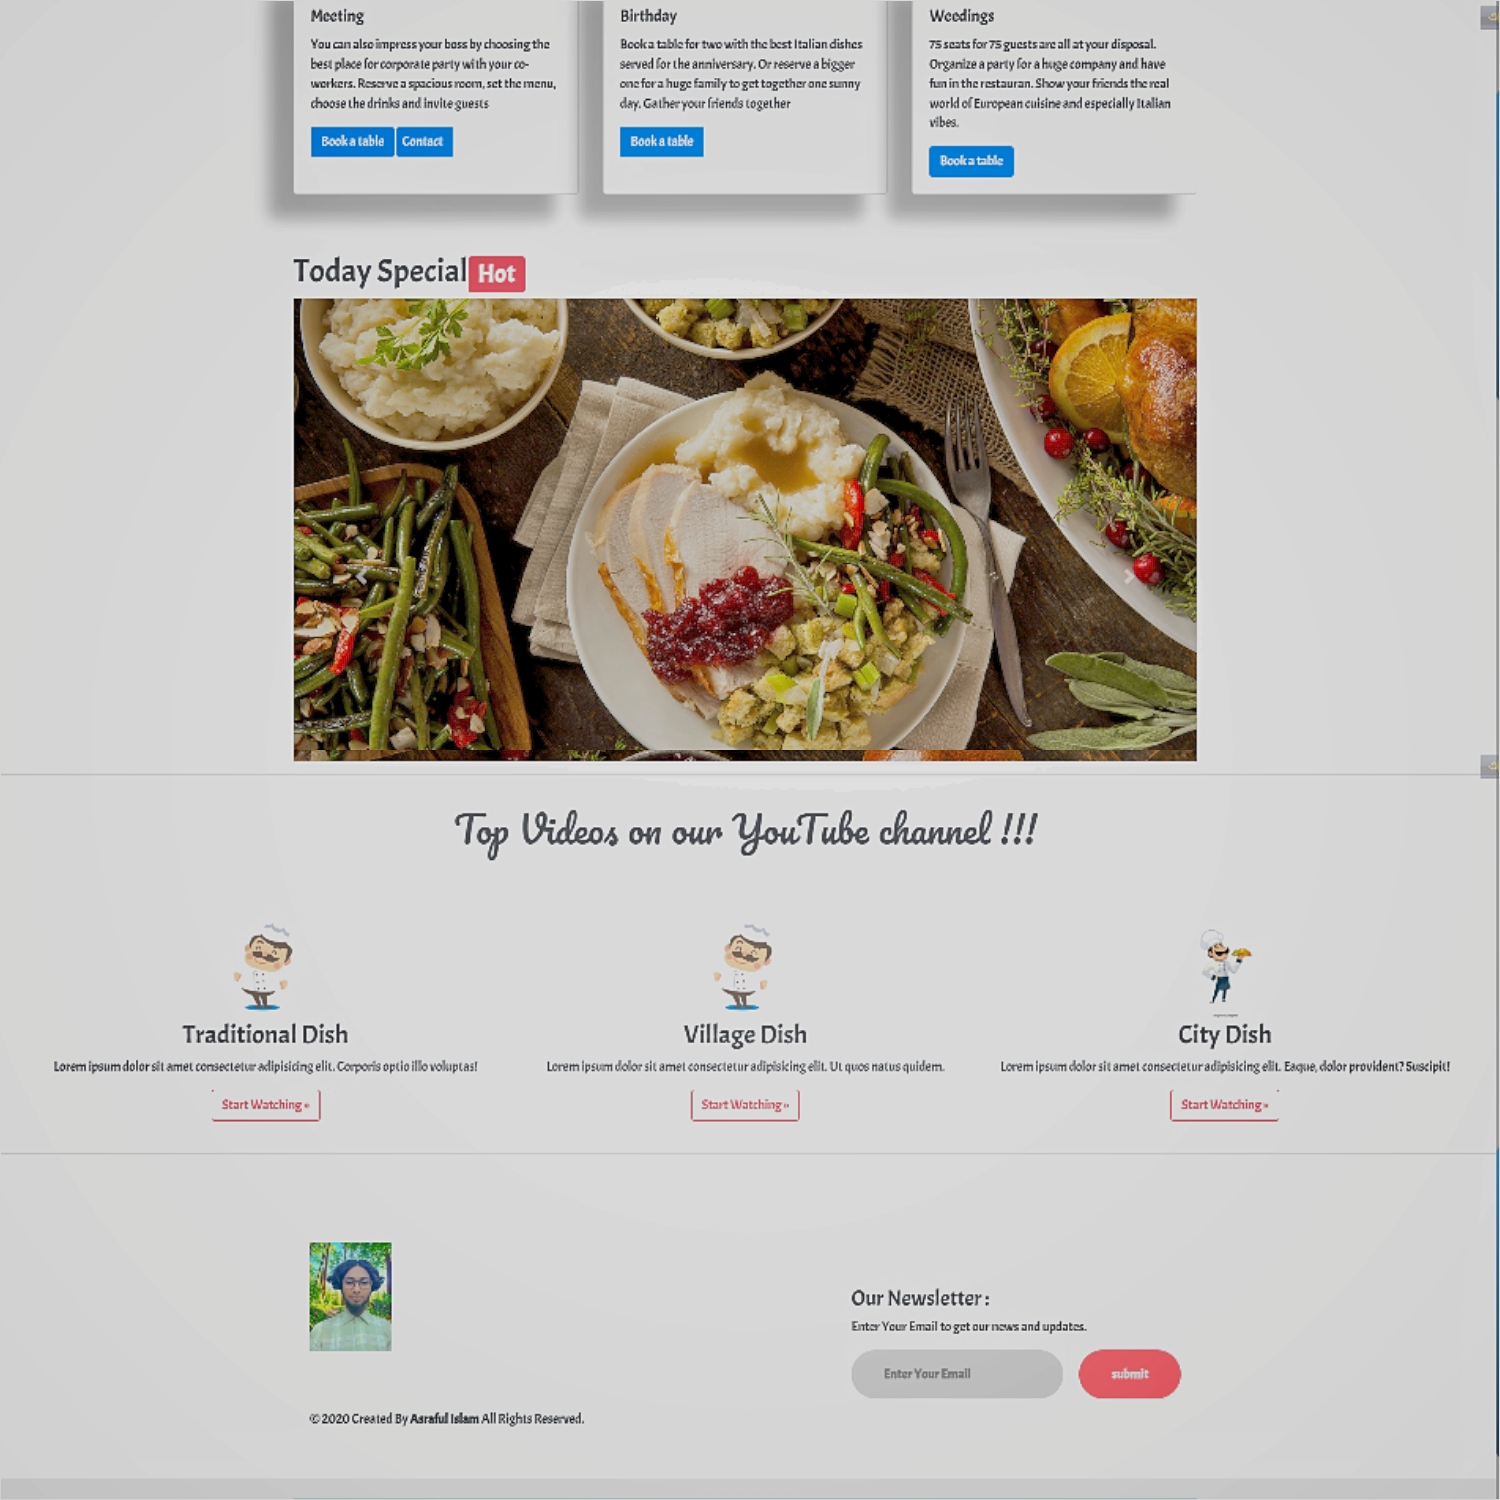 Meeting
You can also impress your boss by choosing the
best place for corporate party with your co-
workers. Reserve a spacious room, set the menu,
choose the drinks and invite guests
Book a table
Contact
Birthday
Book a table for two with the best Italian dishes
served for the anniversary. Or reserve a bigger
one for a huge family to get together one sunny
day. Gather your friends together
Book a table
Weedings
75 seats for 75 guests are all at your disposal.
Organize a party for a huge company and have
fun in the restauran. Show your friends the real
world of European cuisine and especially Italian
vibes.
Book a table
Today Special Hot
Top Videos on our YouTube channel !!!
Traditional Dish
Lorem ipsum dolor sit amet consectetur adipisicing elit. Corporis optio illo voluptas!
Start Watching »
Village Dish
Lorem ipsum dolor sit amet consectetur adipisicing elit. Ut quos natus quidem.
Start Watching »
City Dish
Lorem ipsum dolor sit amet consectetur adipisicing elit. Eaque, dolor provident? Suscipit!
Start Watching »
Our Newsletter :
Enter Your Email to get our news and updates.
Enter Your Email
submit
© 2020 Created By Asraful Islam All Rights Reserved.